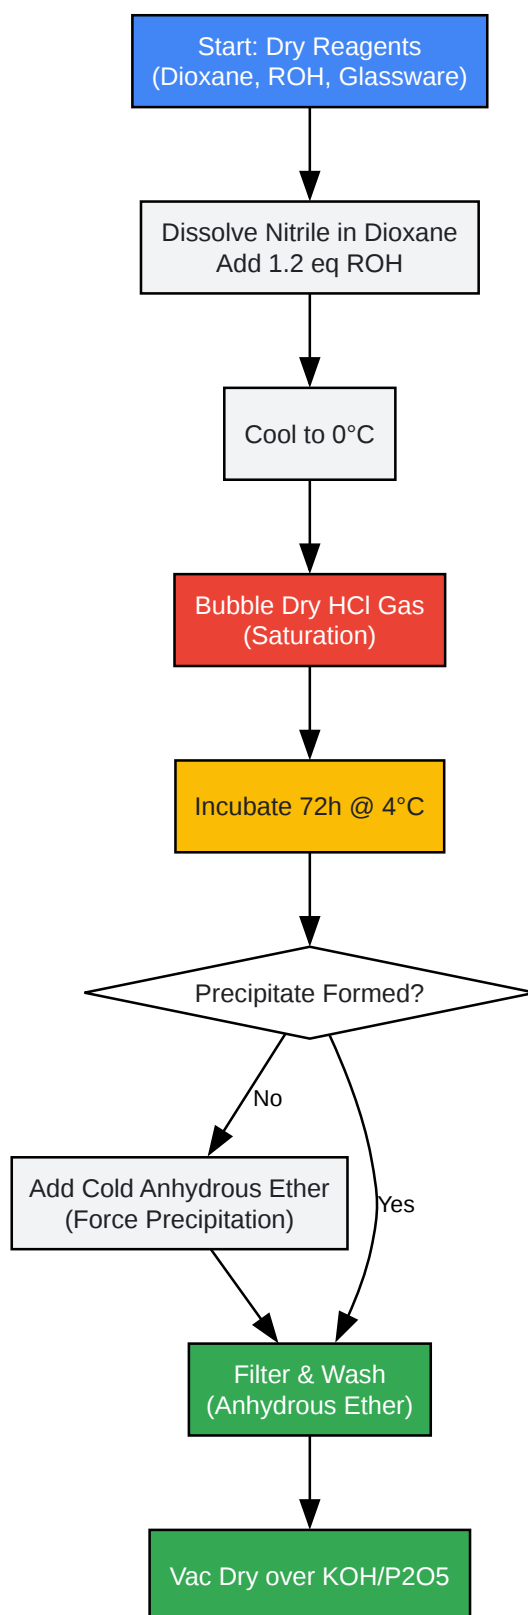 Start: Dry Reagents
(Dioxane, ROH, Glassware)
Dissolve Nitrile in Dioxane
Add 1.2 eq ROH
Cool to 0°C
Bubble Dry HCl Gas
(Saturation)
Incubate 72h @ 4°C
Precipitate Formed?
No
Add Cold Anhydrous Ether
(Force Precipitation)
Yes
Filter & Wash
(Anhydrous Ether)
Vac Dry over KOH/P2O5